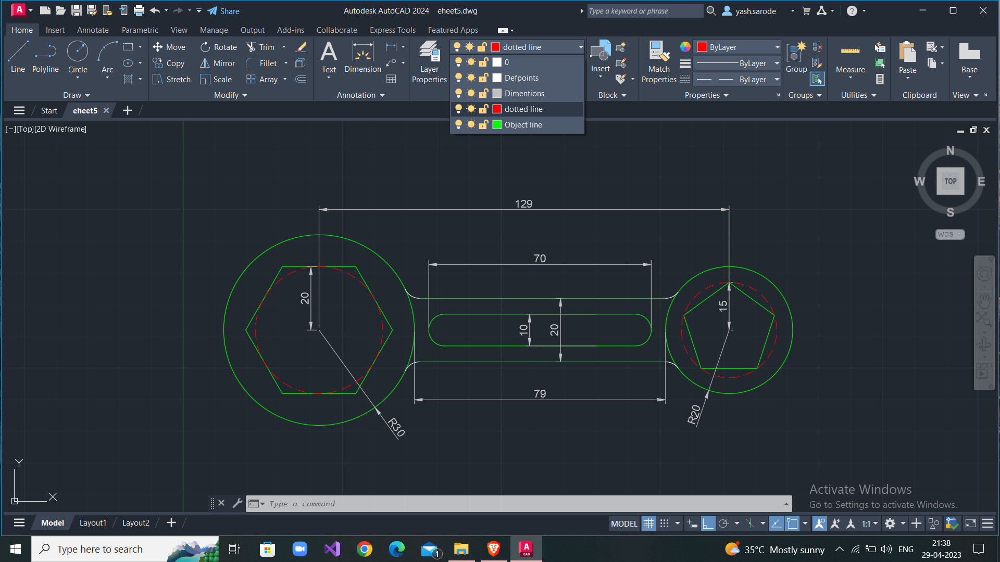 A
Share
Autodesk AutoCAD 2024 eheet5.dwg
Type a keyword or phrase
yash.sarode
?
Home Insert Annotate Parametric View Manage Output Add-ins Collaborate Express Tools Featured Apps
Line
Polyline
Circle
Arc
Draw
Move
Rotate
Trim
Copy
Mirror
Fillet
Stretch
Scale
Array
Modify
A
Text
Dimension
Annotation
Layer
Properties
dotted line
0
Defpoints
Dimentions
dotted line
Object line
Insert
Block
Match
Properties
ByLayer
ByLayer
ByLayer
Properties
Group
Groups
Measure
Utilities
Paste
Clipboard
Base
View
Start
eheet5
[−][Top][2D Wireframe]
N
W
TOP
E
S
WCS
129
70
20
15
10
20
79
R30
R20
Y
X
Type a command
Activate Windows
Go to Settings to activate Windows.
Model Layout1 Layout2
MODEL
1:1
Type here to search
1
A
CAD
35°C Mostly sunny
ENG
21:38
29-04-2023